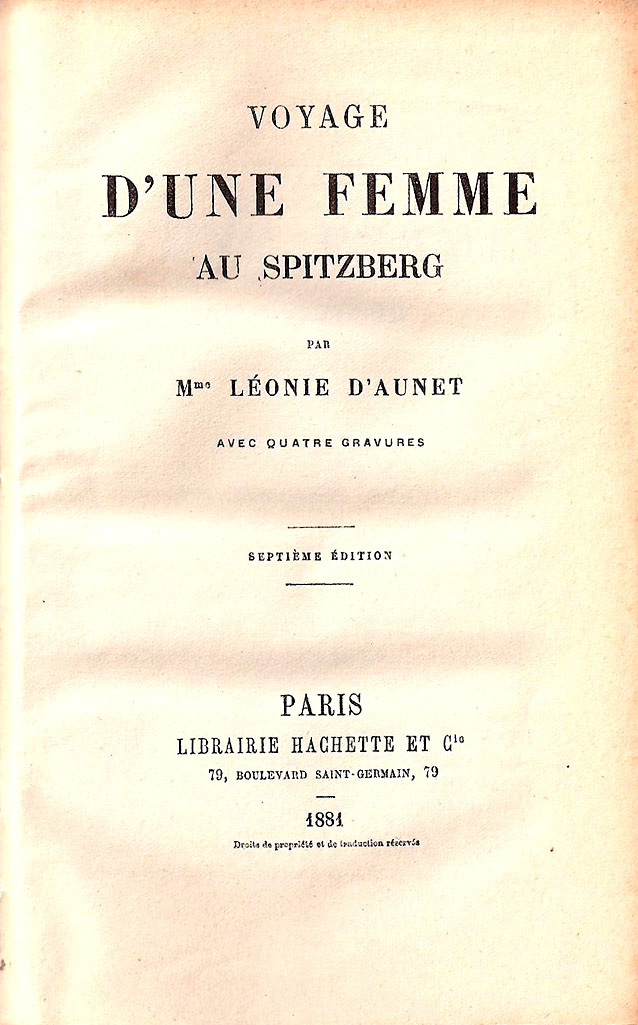 VOYAGE
D'UNE FEMME
AU SPITZBERG
PAR
Mme LÉONIE D'AUNET
AVEC QUATRE GRAVURES
SEPTIÈME ÉDITION
PARIS
LIBRAIRIE HACHETTE ET Cie
79, BOULEVARD SAINT-GERMAIN, 79
1881
Droits de propriété et de traduction réservés